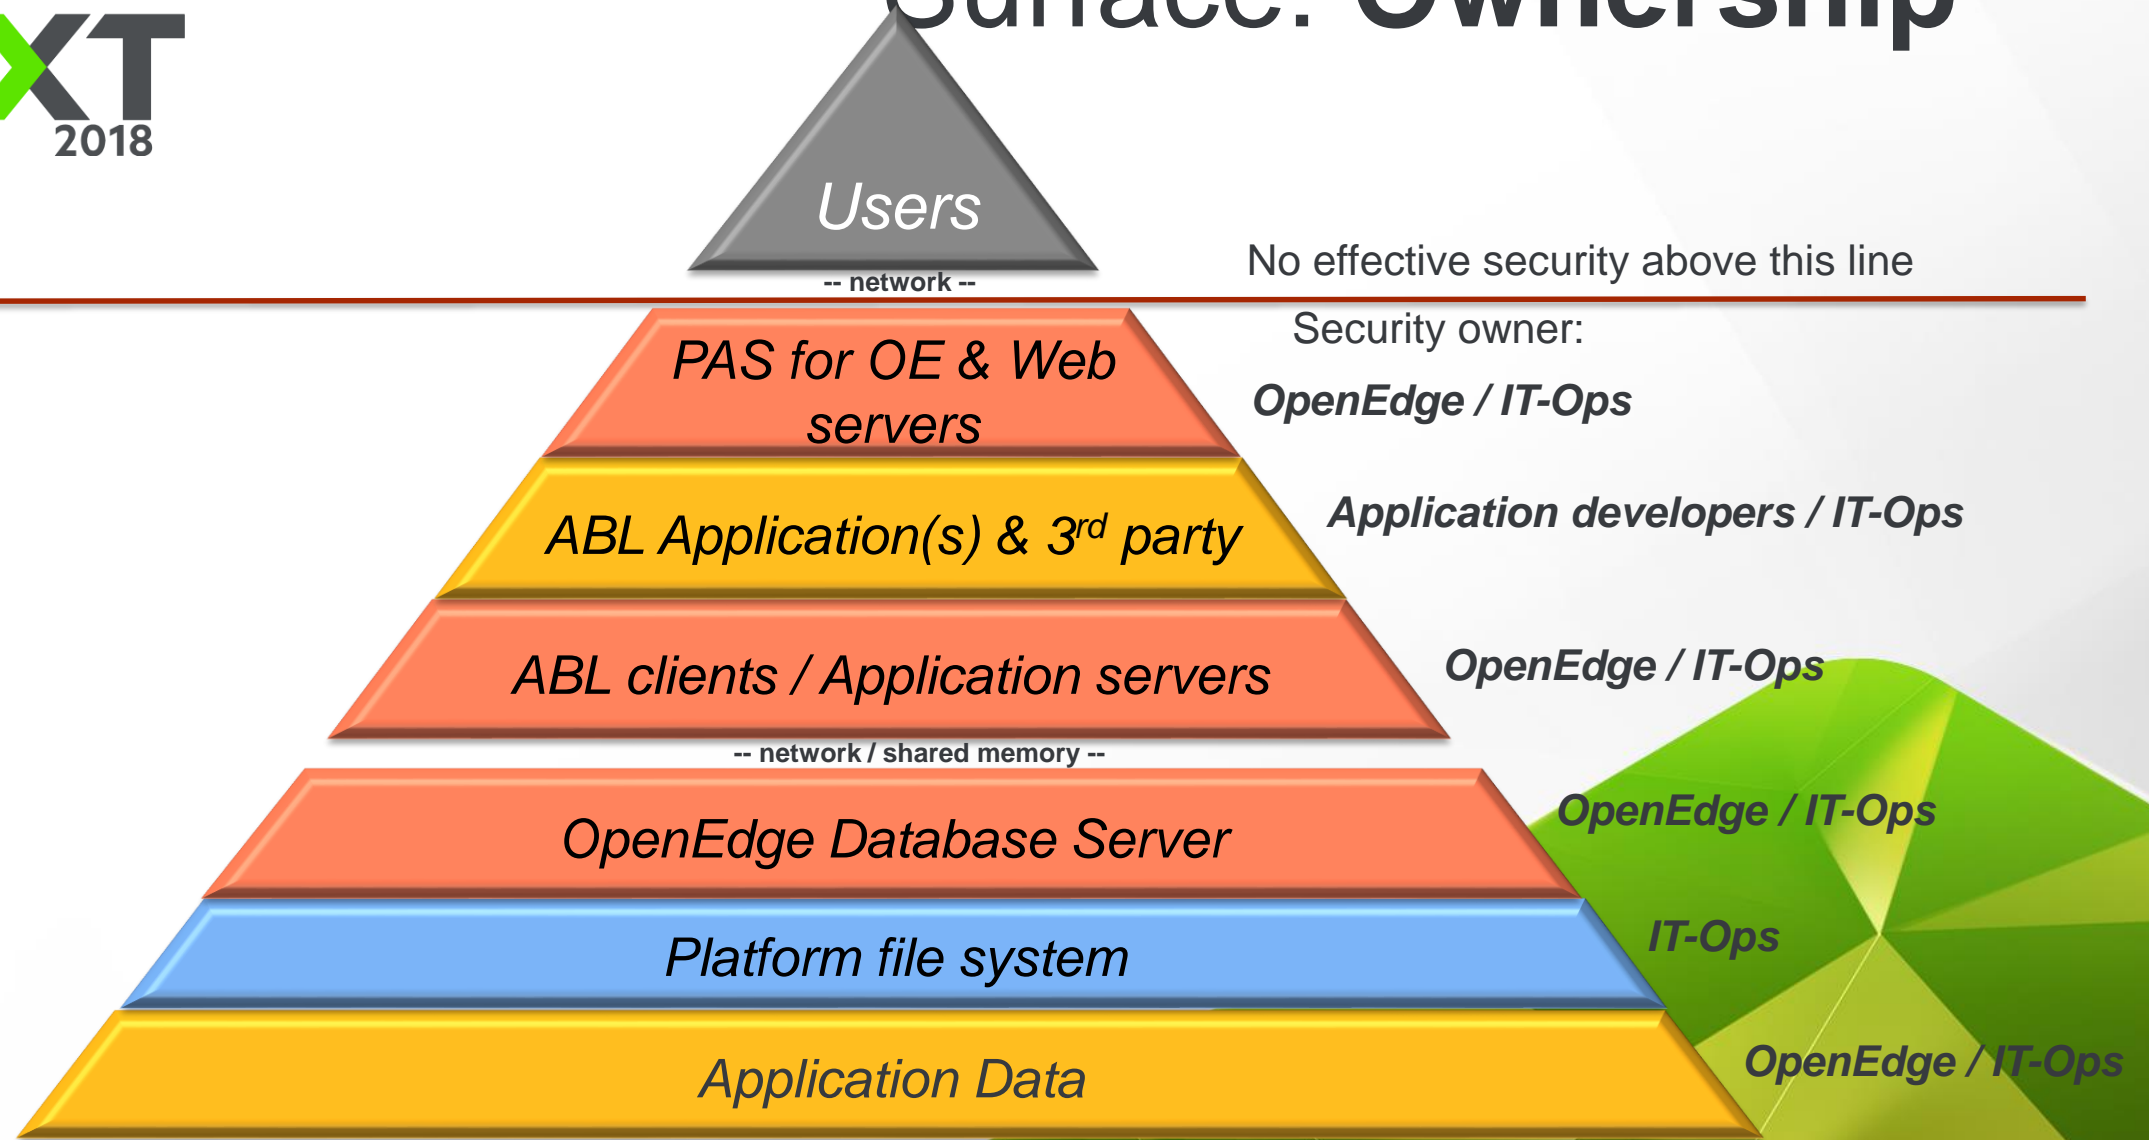 Surface: Ownership
XT
2018
Users
No effective security above this line
-- network --
Security owner:
PAS for OE & Web
servers
OpenEdge / IT-Ops
ABL Application(s) & 3rd party
Application developers / IT-Ops
ABL clients / Application servers
OpenEdge / IT-Ops
-- network / shared memory --
OpenEdge Database Server
OpenEdge / IT-Ops
Platform file system
IT-Ops
Application Data
OpenEdge / IT-Ops